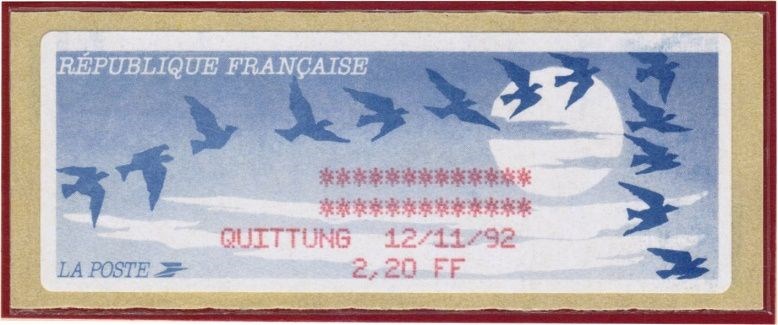 RÉPUBLIQUE FRANÇAISE
*************
*************
QUITTUNG 12/11/92
2,20 FF
LA POSTE